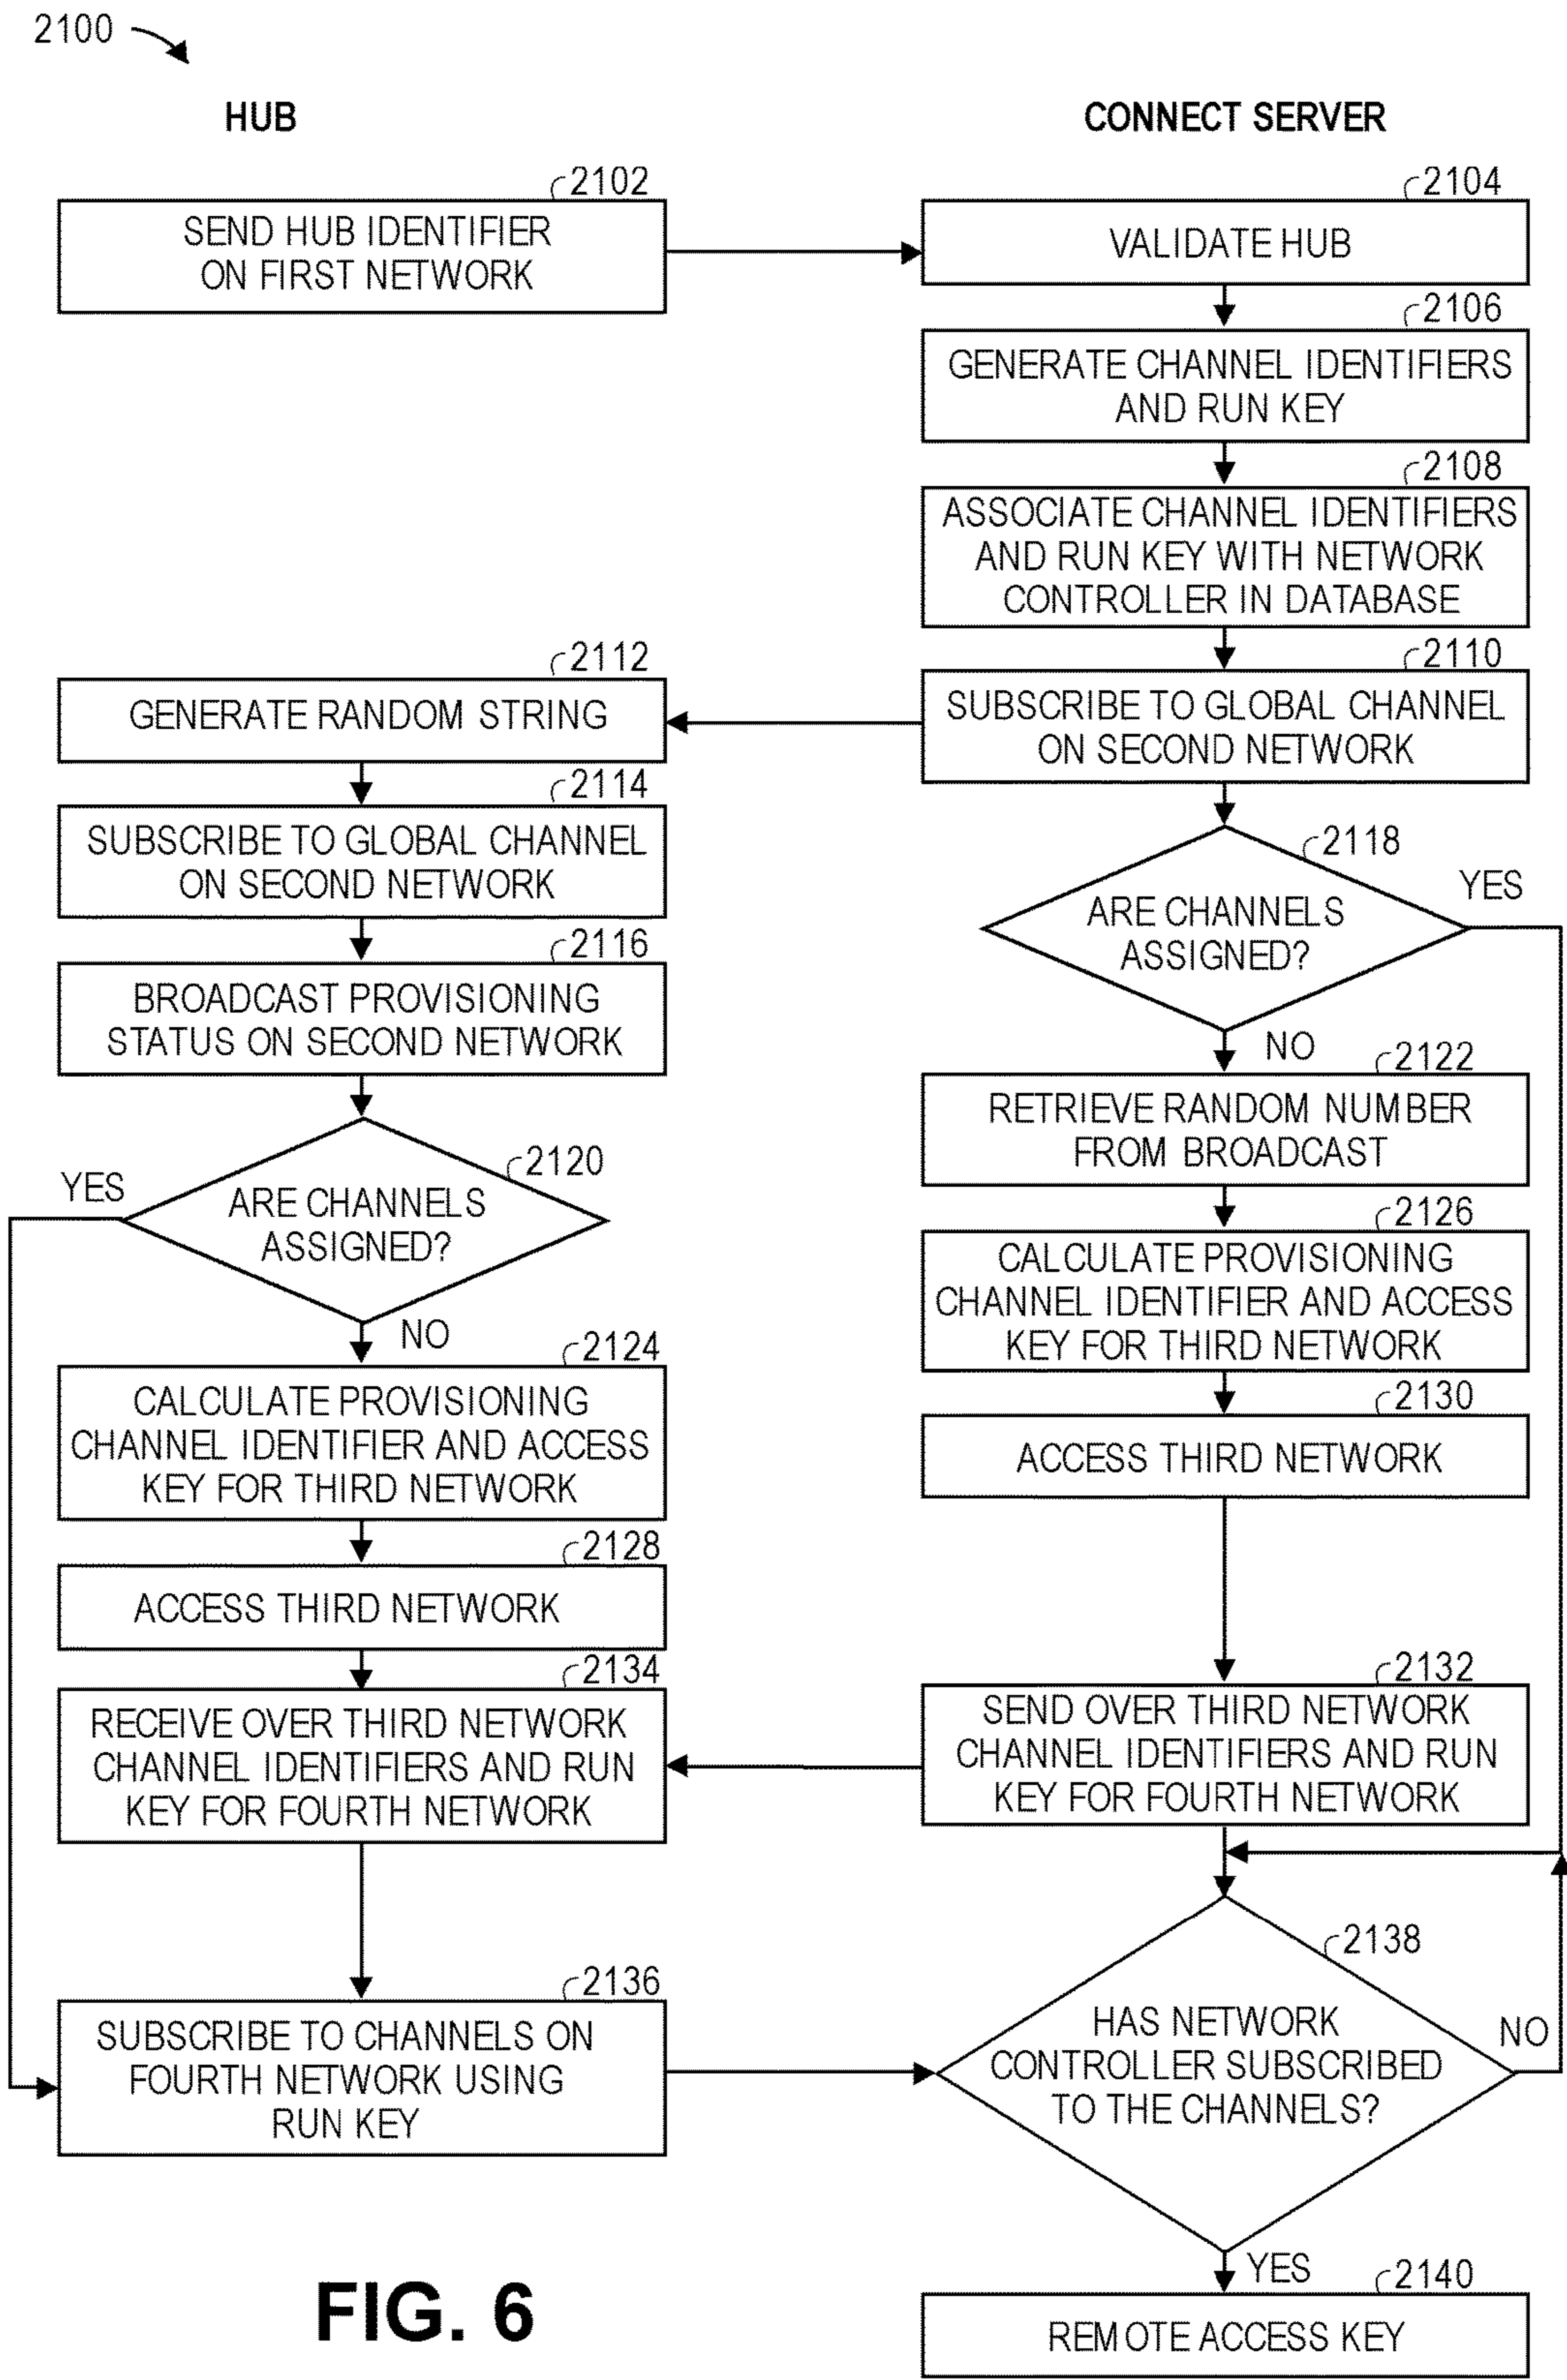 2100
HUB
CONNECT SERVER
2102
SEND HUB IDENTIFIER
ON FIRST NETWORK
2104
VALIDATE HUB
2106
GENERATE CHANNEL IDENTIFIERS
AND RUN KEY
2108
ASSOCIATE CHANNEL IDENTIFIERS
AND RUN KEY WITH NETWORK
CONTROLLER IN DATABASE
2110
SUBSCRIBE TO GLOBAL CHANNEL
ON SECOND NETWORK
2112
GENERATE RANDOM STRING
2114
SUBSCRIBE TO GLOBAL CHANNEL
ON SECOND NETWORK
2116
BROADCAST PROVISIONING
STATUS ON SECOND NETWORK
2118
ARE CHANNELS
ASSIGNED?
YES
NO
2120
ARE CHANNELS
ASSIGNED?
YES
NO
2122
RETRIEVE RANDOM NUMBER
FROM BROADCAST
2124
CALCULATE PROVISIONING
CHANNEL IDENTIFIER AND ACCESS
KEY FOR THIRD NETWORK
2126
CALCULATE PROVISIONING
CHANNEL IDENTIFIER AND ACCESS
KEY FOR THIRD NETWORK
2128
ACCESS THIRD NETWORK
2130
ACCESS THIRD NETWORK
2132
SEND OVER THIRD NETWORK
CHANNEL IDENTIFIERS AND RUN
KEY FOR FOURTH NETWORK
2134
RECEIVE OVER THIRD NETWORK
CHANNEL IDENTIFIERS AND RUN
KEY FOR FOURTH NETWORK
2136
SUBSCRIBE TO CHANNELS ON
FOURTH NETWORK USING
RUN KEY
2138
HAS NETWORK
CONTROLLER SUBSCRIBED
TO THE CHANNELS?
NO
YES
2140
REMOTE ACCESS KEY
FIG. 6